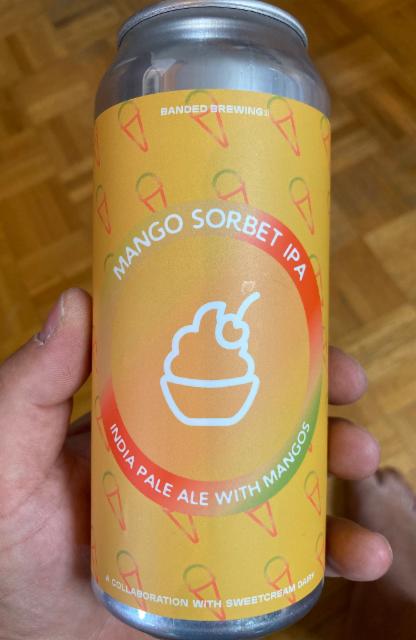 BANDED BREWING
MANGO SORBET IPA
INDIA PALE ALE WITH MANGOS
A COLLABORATION WITH SWEETCREAM DAIRY